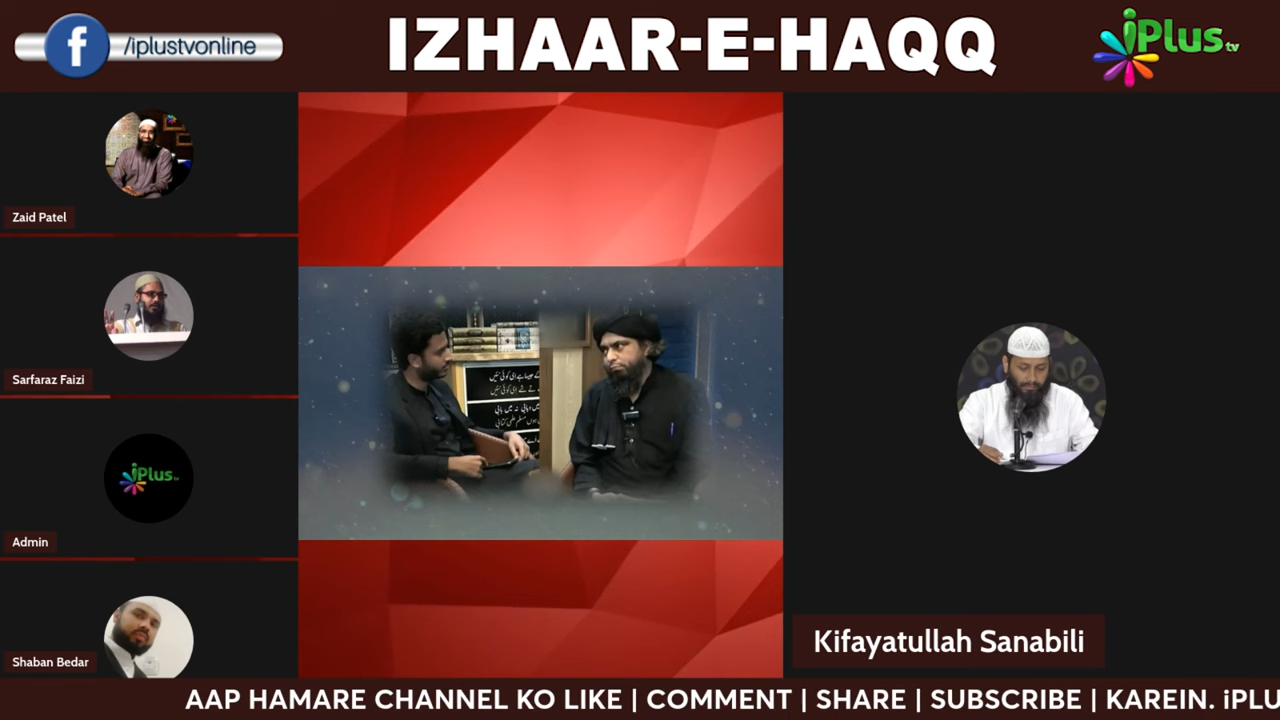 /iplustvonline
IZHAAR-E-HAQQ
iPlus tv
Zaid Patel
Sarfaraz Faizi
iPlus tv
Admin
Shaban Bedar
Kifayatullah Sanabili
AAP HAMARE CHANNEL KO LIKE | COMMENT | SHARE | SUBSCRIBE | KAREIN. iPLU